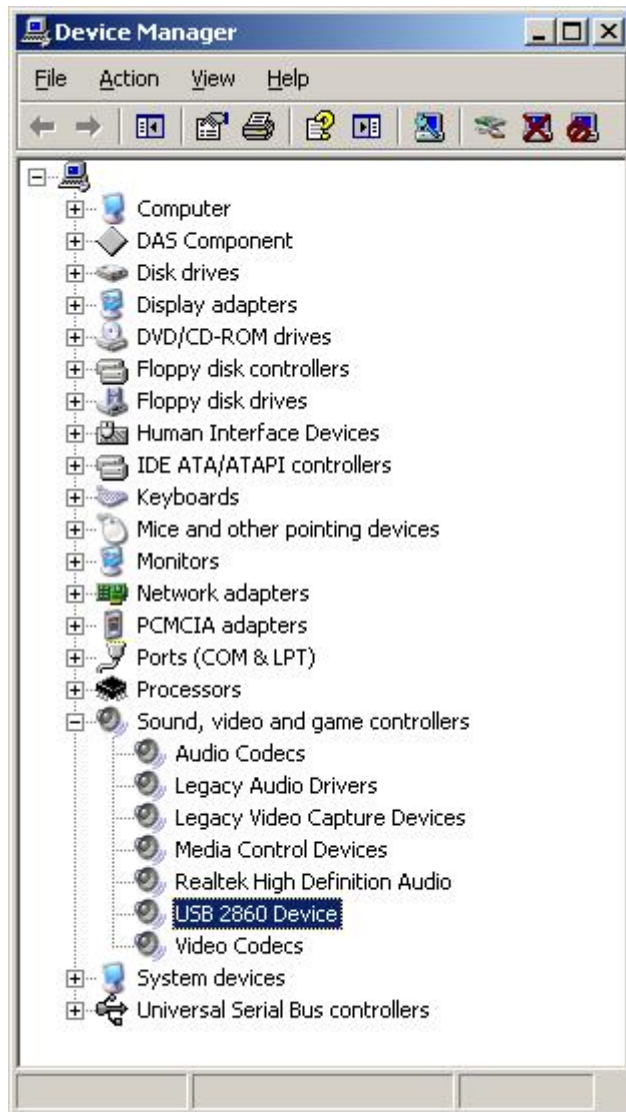 Device Manager
File Action View Help
Computer
DAS Component
Disk drives
Display adapters
DVD/CD-ROM drives
Floppy disk controllers
Floppy disk drives
Human Interface Devices
IDE ATA/ATAPI controllers
Keyboards
Mice and other pointing devices
Monitors
Network adapters
PCMCIA adapters
Ports (COM & LPT)
Processors
Sound, video and game controllers
Audio Codecs
Legacy Audio Drivers
Legacy Video Capture Devices
Media Control Devices
Realtek High Definition Audio
USB 2860 Device
Video Codecs
System devices
Universal Serial Bus controllers